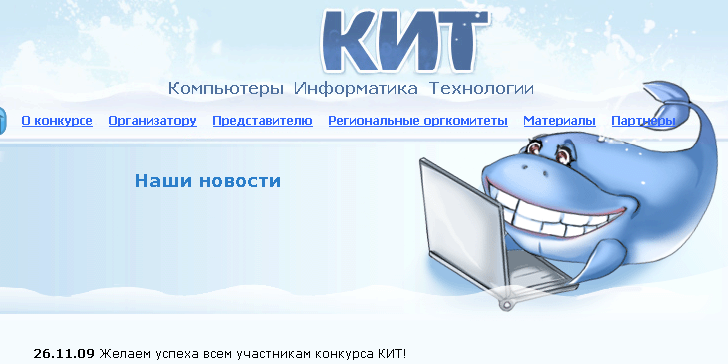 КИТ
Компьютеры Информатика Технологии
О конкурсе Организатору Представителю Региональные оргкомитеты Материалы Партнеры
Наши новости
26.11.09 Желаем успеха всем участникам конкурса КИТ!